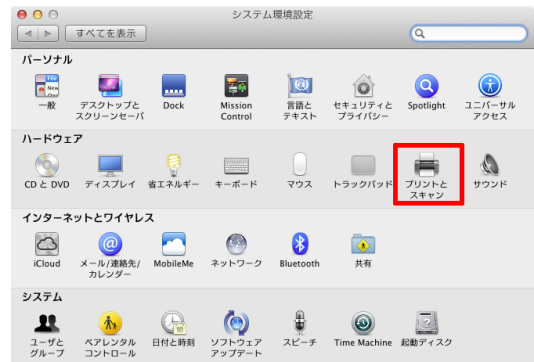 システム環境設定
すべてを表示
パーソナル
File
New
一般
デスクトップと
スクリーンセーバ
Dock
Mission
Control
言語と
テキスト
セキュリティと
プライバシー
Spotlight
ユニバーサル
アクセス
ハードウェア
CD と DVD
ディスプレイ
省エネルギー
キーボード
マウス
トラックパッド
プリントと
スキャン
サウンド
インターネットとワイヤレス
iCloud
メール/連絡先/
カレンダー
MobileMe
ネットワーク
Bluetooth
共有
システム
ユーザと
グループ
ペアレンタル
コントロール
日付と時刻
ソフトウェア
アップデート
スピーチ
Time Machine
起動ディスク